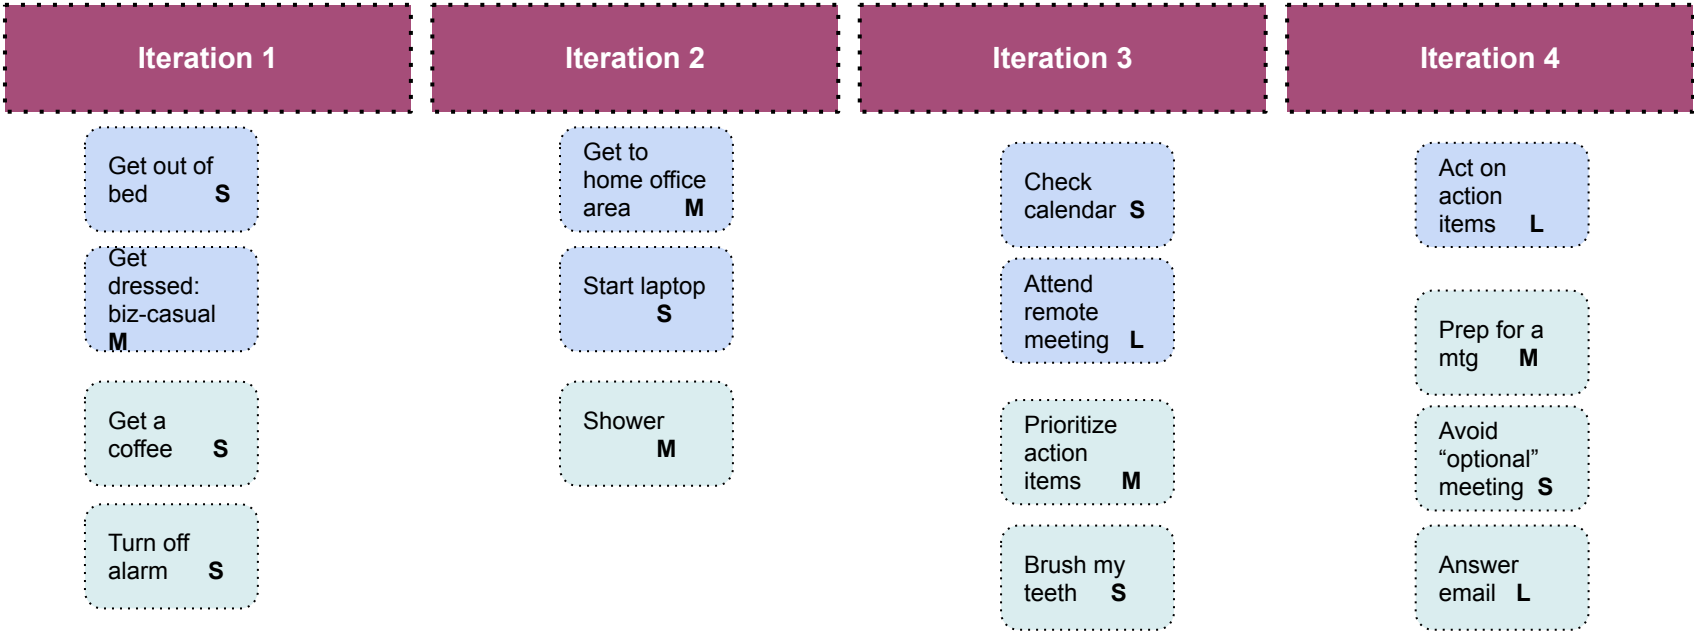 Iteration 1
Iteration 2
Iteration 3
Iteration 4
Get out of
bed S
Get
dressed:
biz-casual
M
Get a
coffee S
Turn off
alarm S
Get to
home office
area M
Start laptop
S
Shower
M
Check
calendar S
Attend
remote
meeting L
Prioritize
action
items M
Brush my
teeth S
Act on
action
items L
Prep for a
mtg M
Avoid
“optional”
meeting S
Answer
email L